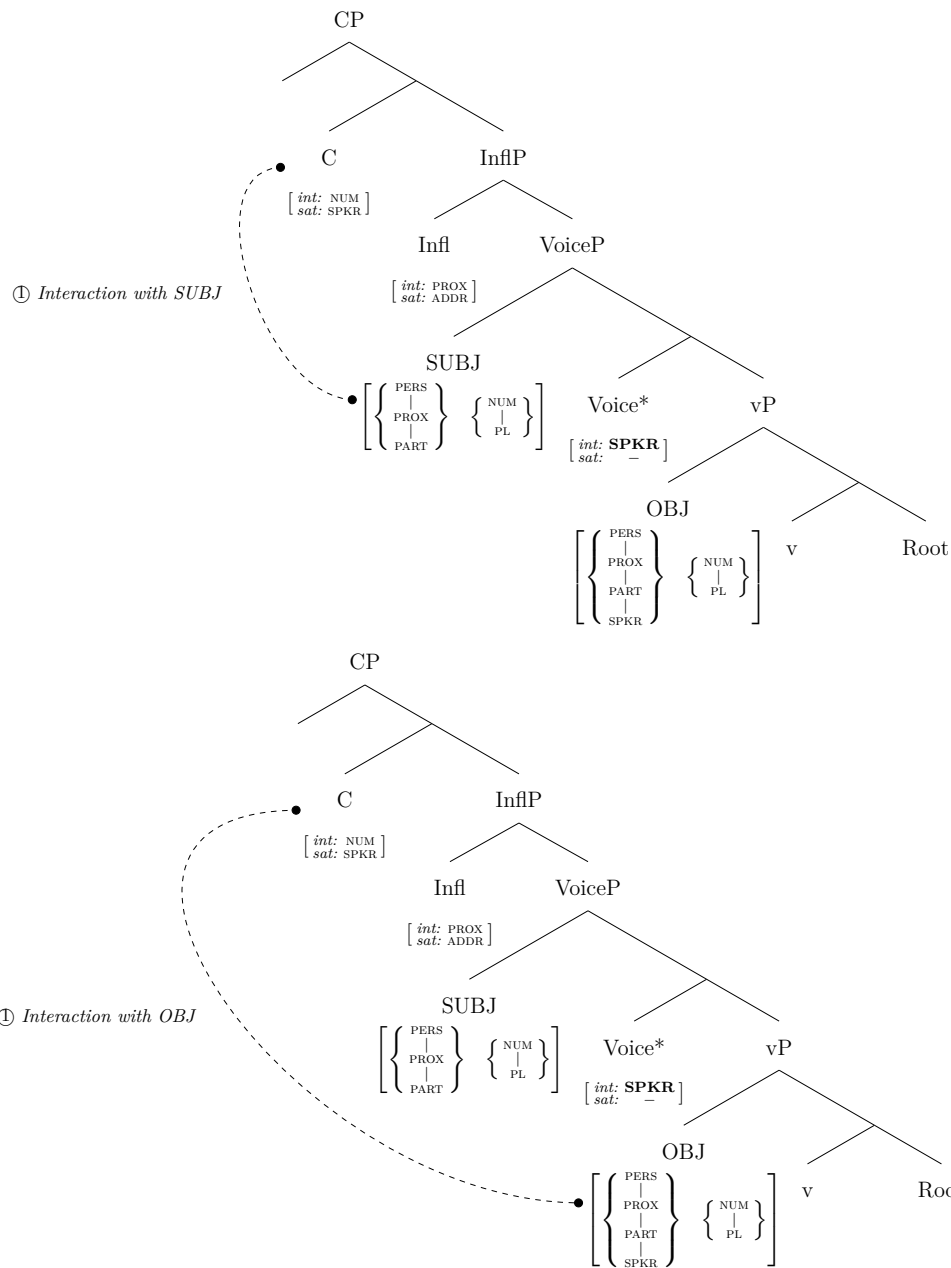 CP
C InflP
[ int: NUM ]
[ sat: SPKR ]
Infl VoiceP
[ int: PROX ]
[ sat: ADDR ]
① Interaction with SUBJ
SUBJ
PERS
PROX
PART
NUM
PL
Voice* vP
[ int: SPKR ]
[ sat: – ]
OBJ
PERS
PROX
PART
SPKR
NUM
PL
v Root
CP
C InflP
[ int: NUM ]
[ sat: SPKR ]
Infl VoiceP
[ int: PROX ]
[ sat: ADDR ]
① Interaction with OBJ
SUBJ
PERS
PROX
PART
NUM
PL
Voice* vP
[ int: SPKR ]
[ sat: – ]
OBJ
PERS
PROX
PART
SPKR
NUM
PL
v Roo